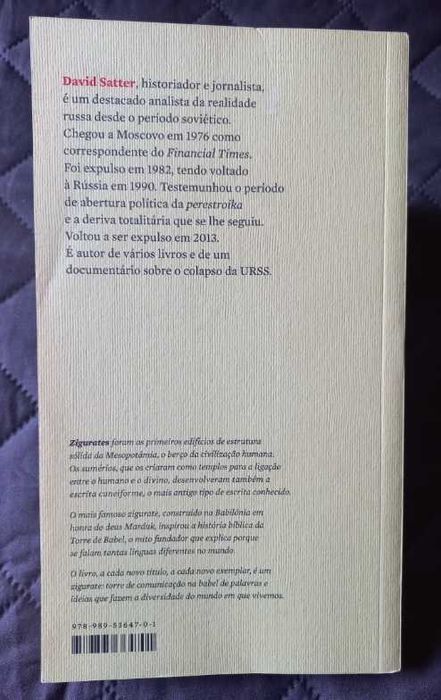 David Satter, historiador e jornalista,
é um destacado analista da realidade
russa desde o período soviético.
Chegou a Moscovo em 1976 como
correspondente do Financial Times.
Foi expulso em 1982, tendo voltado
à Rússia em 1990. Testemunhou o período
de abertura política da perestroika
e a deriva totalitária que se lhe seguiu.
Voltou a ser expulso em 2013.
É autor de vários livros e de um
documentário sobre o colapso da URSS.
Zigurates foram os primeiros edifícios de estrutura
sólida da Mesopotâmia, o berço da civilização humana.
Os sumérios, que os criaram como templos para a ligação
entre o humano e o divino, desenvolveram também a
escrita cuneiforme, o mais antigo tipo de escrita conhecido.
O mais famoso zigurate, construído na Babilónia em
honra do deus Marduk, inspirou a história bíblica da
Torre de Babel, o mito fundador que explica porque
se falam tantas línguas diferentes no mundo.
O livro, a cada novo título, a cada novo exemplar, é um
zigurate: torre de comunicação na babel de palavras e
ideias que fazem a diversidade do mundo em que vivemos.
978-989-53647-0-1